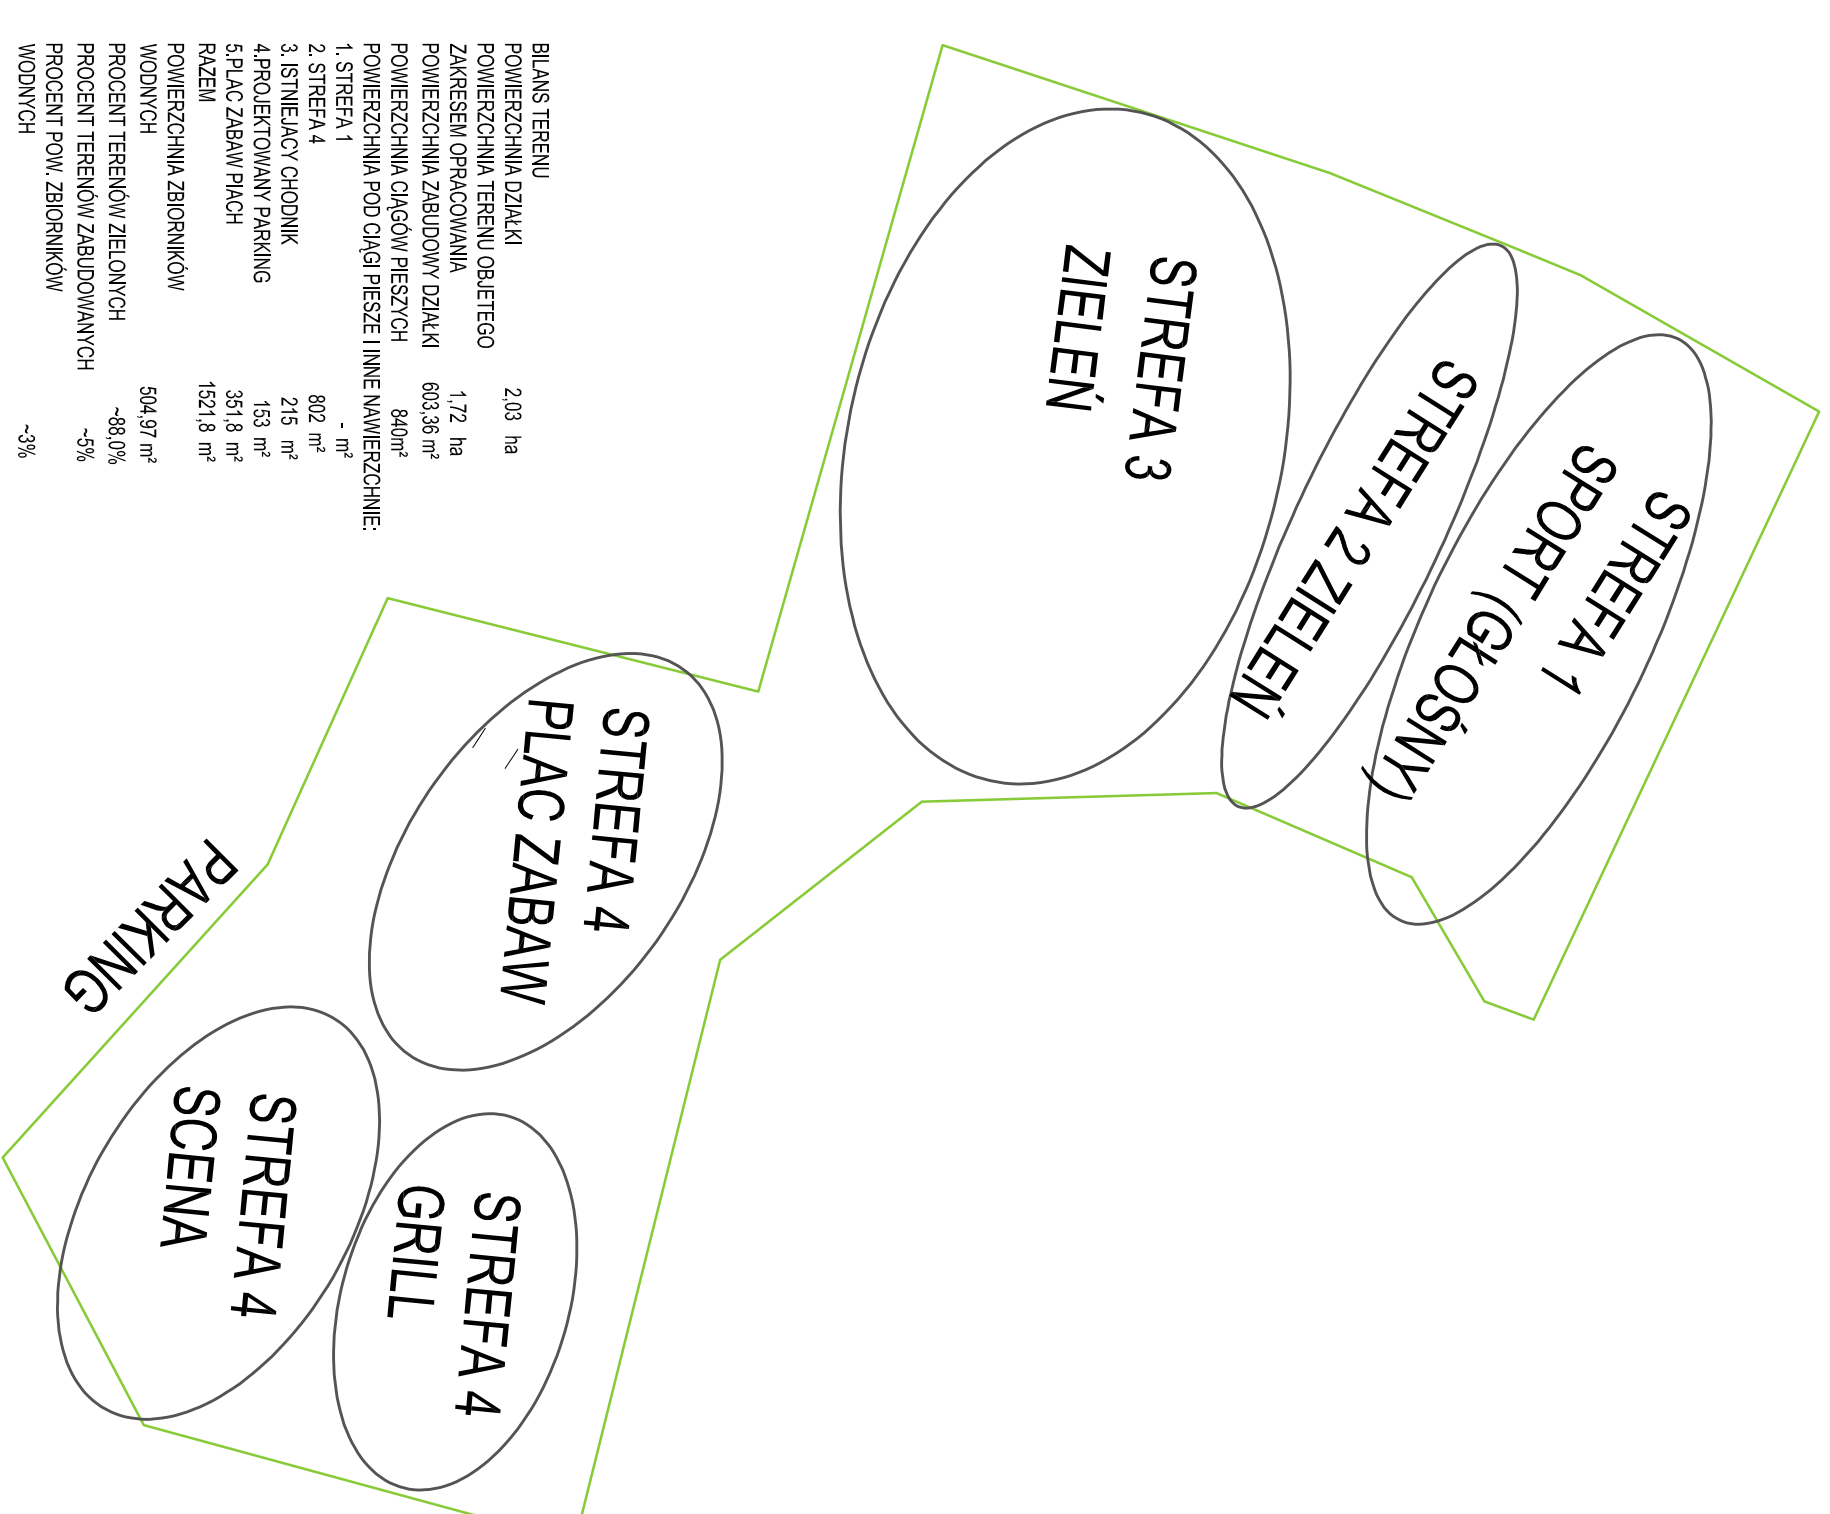 BILANS TERENU
POWIERZCHNIA DZIAŁKI 2,03 ha
POWIERZCHNIA TERENU OBJETEGO
ZAKRESEM OPRACOWANIA 1,72 ha
POWIERZCHNIA ZABUDOWY DZIAŁKI 603,36 m²
POWIERZCHNIA CIĄGÓW PIESZYCH 840m²
POWIERZCHNIA POD CIĄGI PIESZE I INNE NAWIERZCHNIE:
1. STREFA 1 - m²
2. STREFA 4 802 m²
3. ISTNIEJACY CHODNIK 215 m²
4.PROJEKTOWANY PARKING 153 m²
5.PLAC ZABAW PIACH 351,8 m²
RAZEM 1521,8 m²
POWIERZCHNIA ZBIORNIKÓW
WODNYCH 504,97 m²
PROCENT TERENÓW ZIELONYCH ~88,0%
PROCENT TERENÓW ZABUDOWANYCH ~5%
PROCENT POW. ZBIORNIKÓW
WODNYCH ~3%
STREFA 1
SPORT (GŁOŚNY)
STREFA 2 ZIELEŃ
STREFA 3
ZIELEŃ
STREFA 4
PLAC ZABAW
PARKING
STREFA 4
SCENA
STREFA 4
GRILL